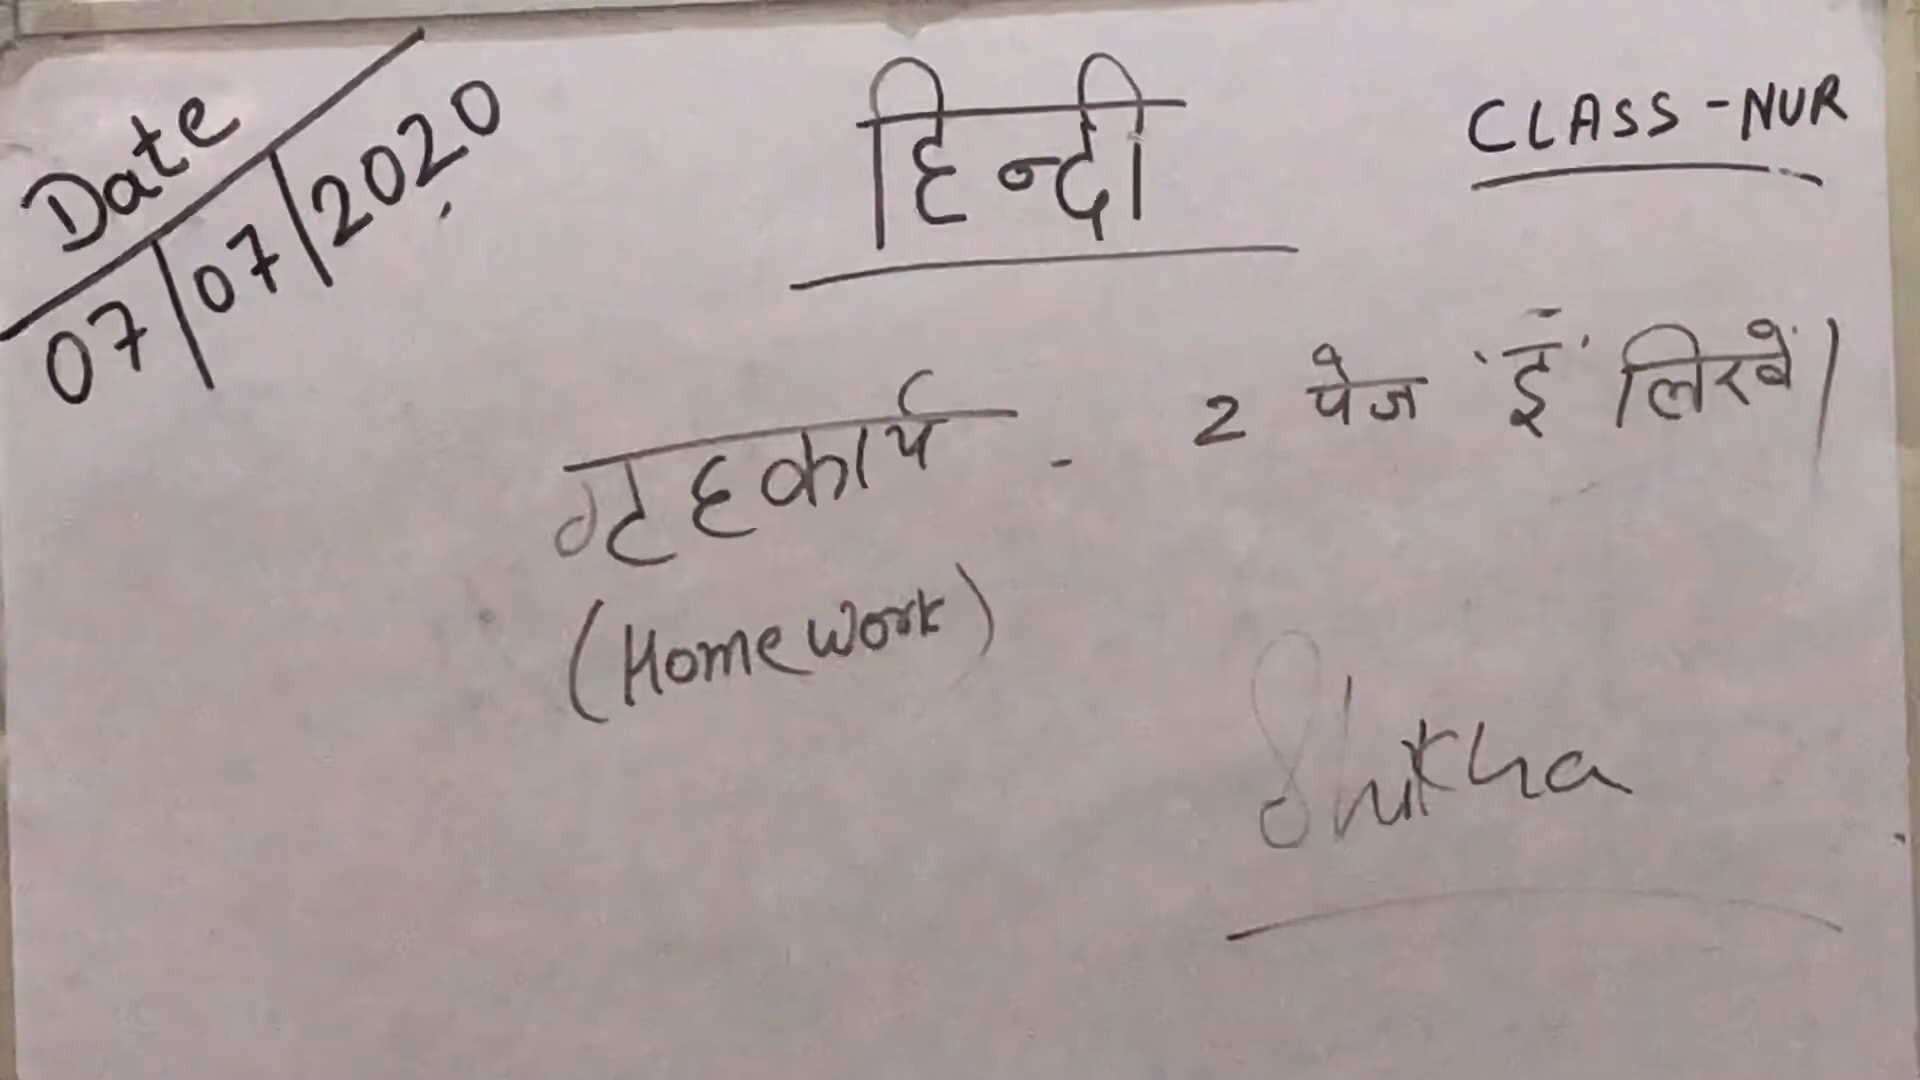 Date
07/07/2020
हिन्दी
CLASS-NUR
गृहकार्य - 2 पेज 'ई' लिखें।
(Homework)
Shikha